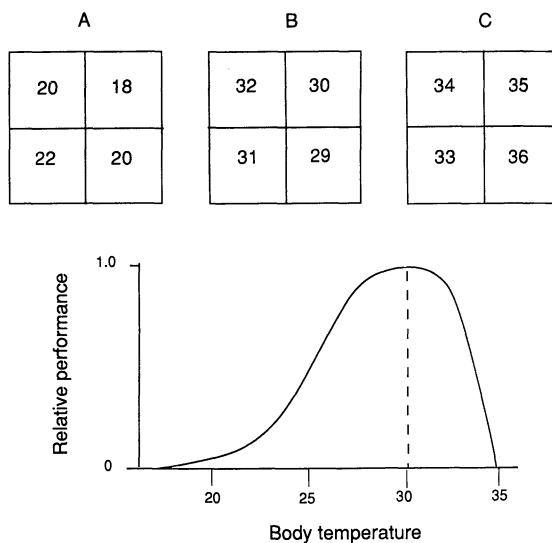 A B C
20 18 32 30 34 35
22 20 31 29 33 36
1.0
Relative performance
0
20 25 30 35
Body temperature